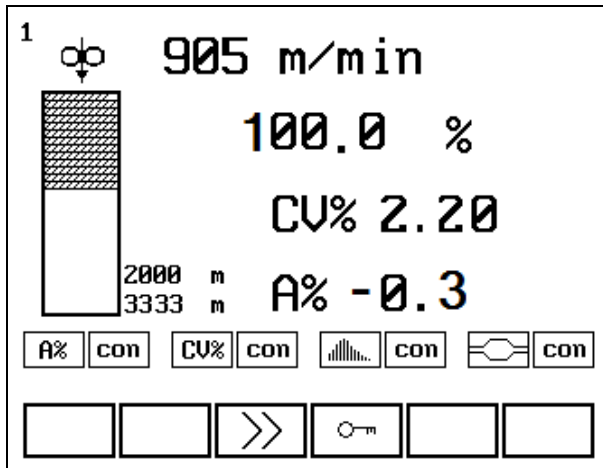 1
905 m/min
100.0 %
CV% 2.20
2000 m
3333 m
A% -0.3
A% con CV% con con con
>>